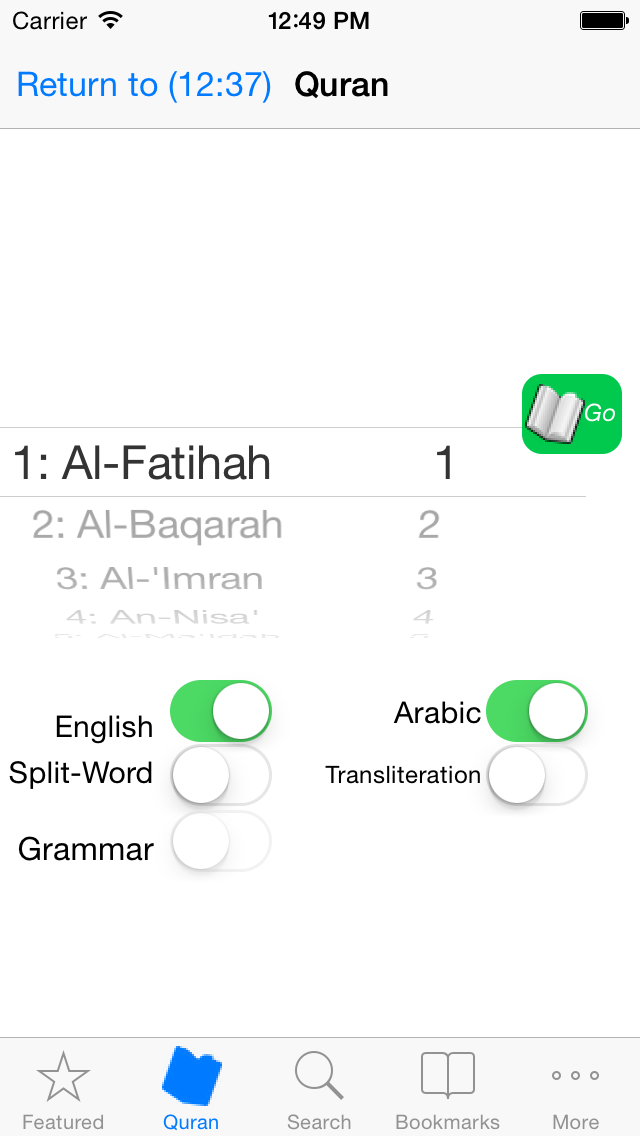 Carrier 12:49 PM
Return to (12:37) Quran
Go
1: Al-Fatihah 1
2: Al-Baqarah 2
3: Al-'Imran 3
4: An-Nisa' 4
English Arabic
Split-Word Transliteration
Grammar
Featured Quran Search Bookmarks More